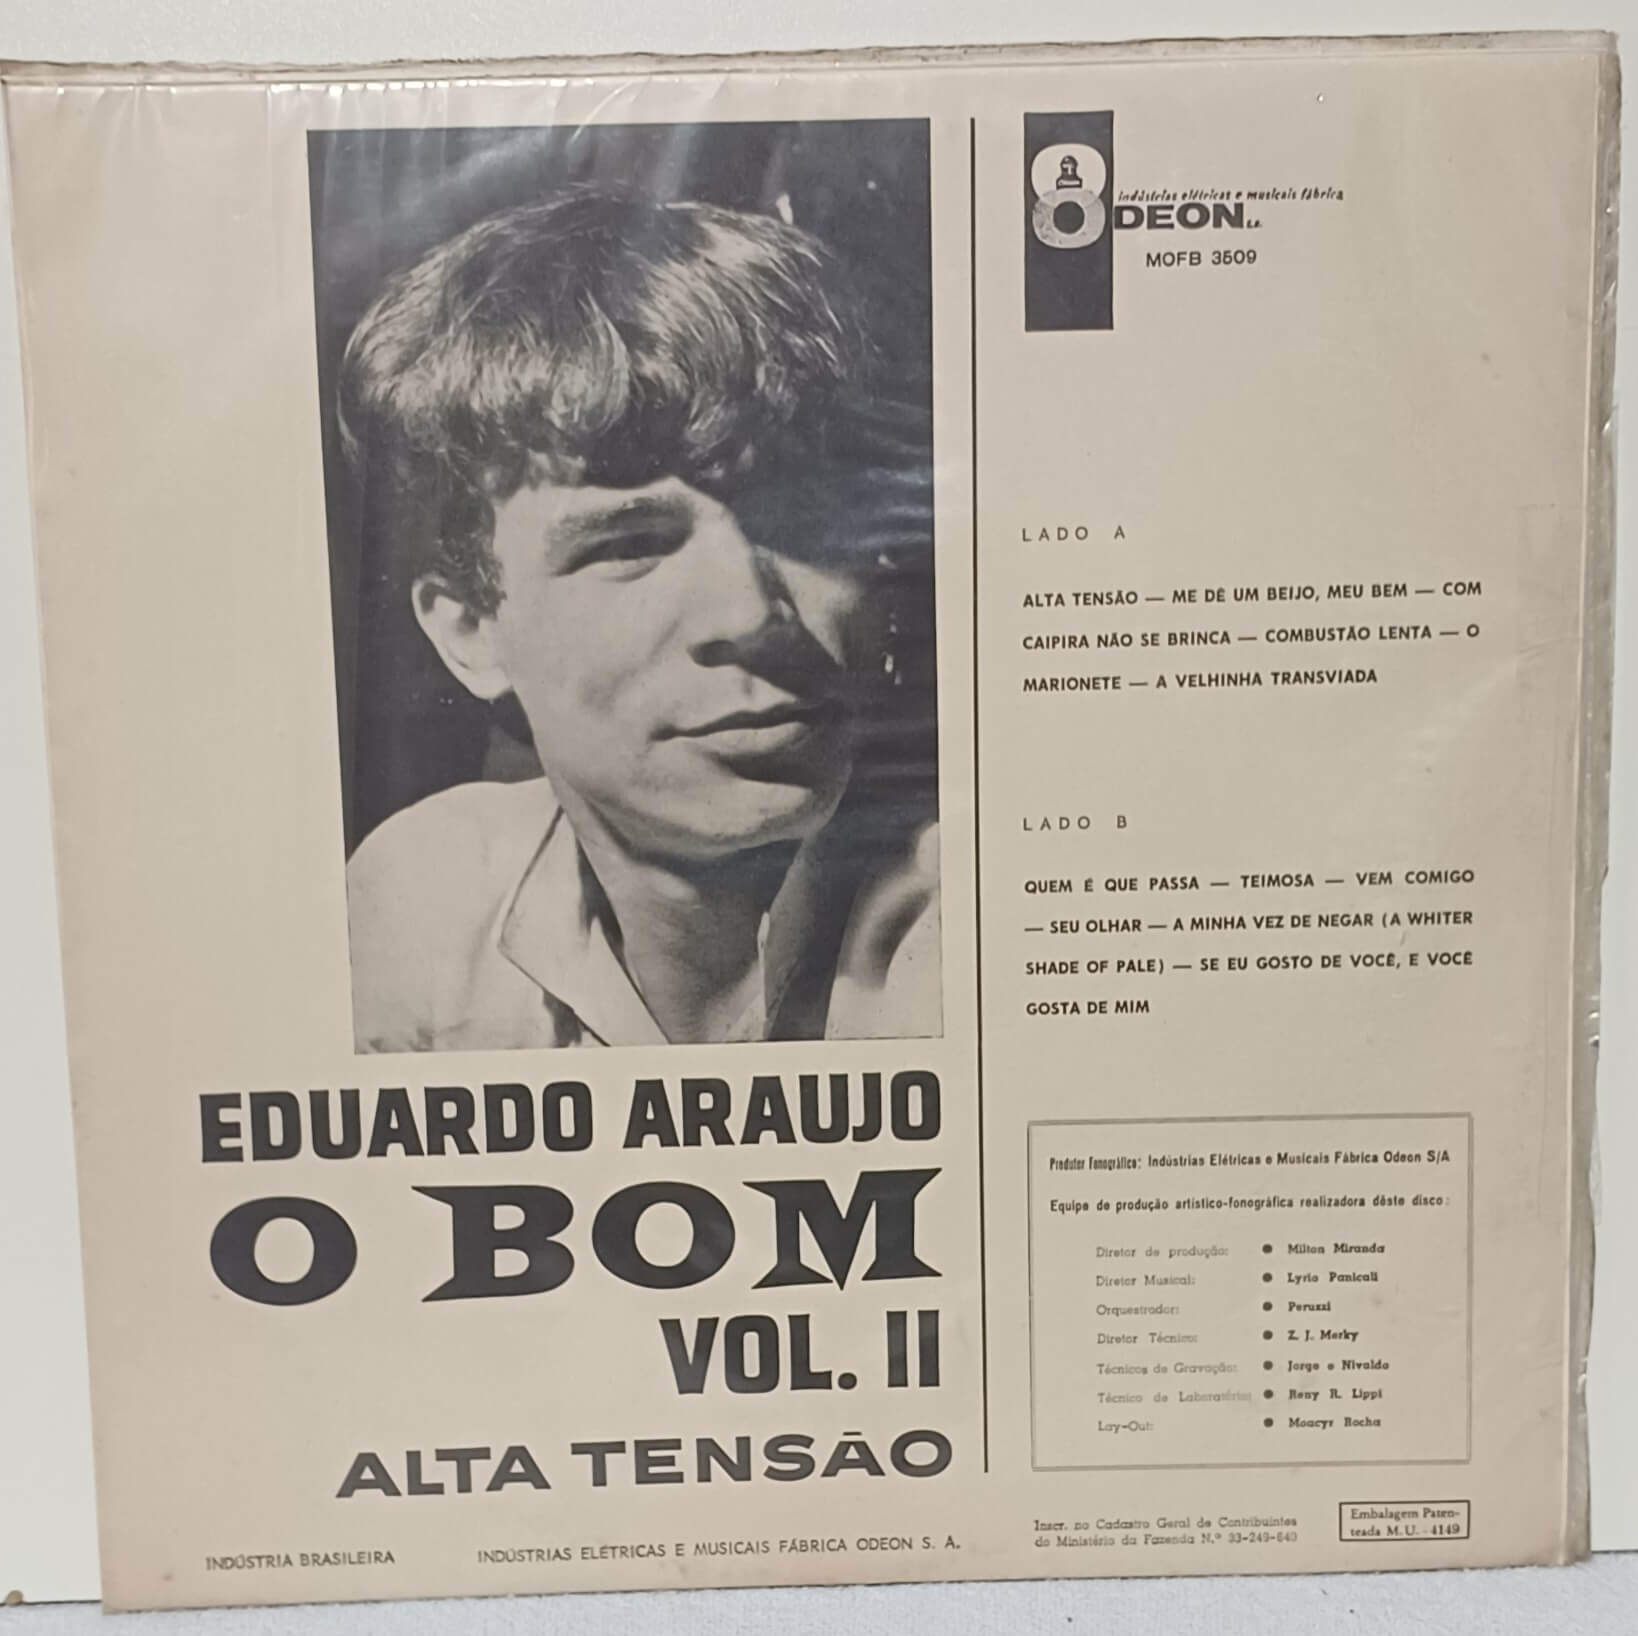 indústrias elétricas e musicais fábrica
ODEON S.A.
MOFB 3509
LADO A
ALTA TENSÃO — ME DÊ UM BEIJO, MEU BEM — COM
CAIPIRA NÃO SE BRINCA — COMBUSTÃO LENTA — O
MARIONETE — A VELHINHA TRANSVIADA
LADO B
QUEM É QUE PASSA — TEIMOSA — VEM COMIGO
— SEU OLHAR — A MINHA VEZ DE NEGAR (A WHITER
SHADE OF PALE) — SE EU GOSTO DE VOCÊ, E VOCÊ
GOSTA DE MIM
EDUARDO ARAUJO
O BOM
VOL. II
ALTA TENSÃO
Produtor Fonográfico: Indústrias Elétricas e Musicais Fábrica Odeon S/A
Equipe de produção artístico-fonográfica realizadora dêste disco:
Diretor de produção: ● Milton Miranda
Diretor Musical: ● Lyrio Panicali
Orquestrador: ● Peruzzi
Diretor Técnico: ● Z. J. Merky
Técnicos de Gravação: ● Jorge e Nivaldo
Técnico de Laboratório: ● Reny R. Lippi
Lay-Out: ● Moacyr Rocha
Inscr. no Cadastro Geral de Contribuintes
do Ministério da Fazenda N.º 33-249-640
Embalagem Paten-
teada M. U. - 4149
INDÚSTRIA BRASILEIRA INDÚSTRIAS ELÉTRICAS E MUSICAIS FÁBRICA ODEON S. A.